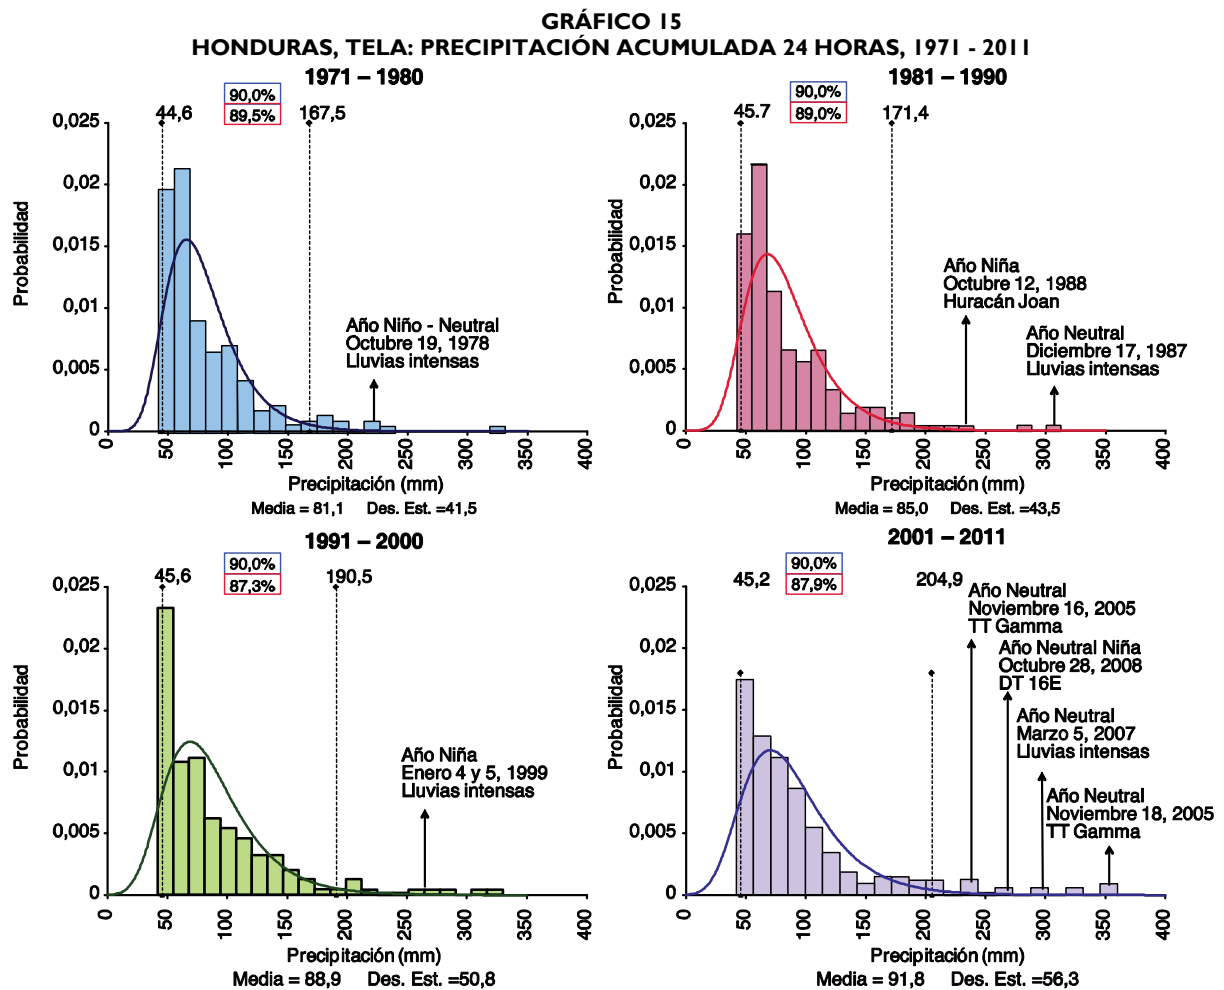 GRÁFICO 15
HONDURAS, TELA: PRECIPITACIÓN ACUMULADA 24 HORAS, 1971 - 2011
1971 – 1980
90,0%
89,5%
44,6
167,5
0,025
0,02
0,015
0,01
0,005
0
Probabilidad
Año Niño - Neutral
Octubre 19, 1978
Lluvias intensas
0
50
100
150
200
250
300
350
400
Precipitación (mm)
Media = 81,1 Des. Est. =41,5
1981 – 1990
90,0%
89,0%
45.7
171,4
0,025
0,02
0,015
0,01
0,005
0
Probabilidad
Año Niña
Octubre 12, 1988
Huracán Joan
Año Neutral
Diciembre 17, 1987
Lluvias intensas
0
50
100
150
200
250
300
350
400
Precipitación (mm)
Media = 85,0 Des. Est. =43,5
1991 – 2000
90,0%
87,3%
45,6
190,5
0,025
0,02
0,015
0,01
0,005
0
Probabilidad
Año Niña
Enero 4 y 5, 1999
Lluvias intensas
0
50
100
150
200
250
300
350
400
Precipitación (mm)
Media = 88,9 Des. Est. =50,8
2001 – 2011
90,0%
87,9%
45,2
204,9
0,025
0,02
0,015
0,01
0,005
0
Probabilidad
Año Neutral
Noviembre 16, 2005
TT Gamma
Año Neutral Niña
Octubre 28, 2008
DT 16E
Año Neutral
Marzo 5, 2007
Lluvias intensas
Año Neutral
Noviembre 18, 2005
TT Gamma
0
50
100
150
200
250
300
350
400
Precipitación (mm)
Media = 91,8 Des. Est. =56,3